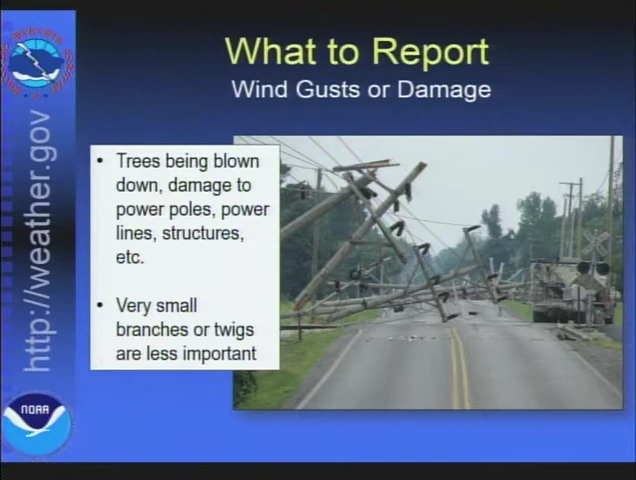 What to Report
Wind Gusts or Damage
• Trees being blown
down, damage to
power poles, power
lines, structures,
etc.
• Very small
branches or twigs
are less important
http://weather.gov
NOAA